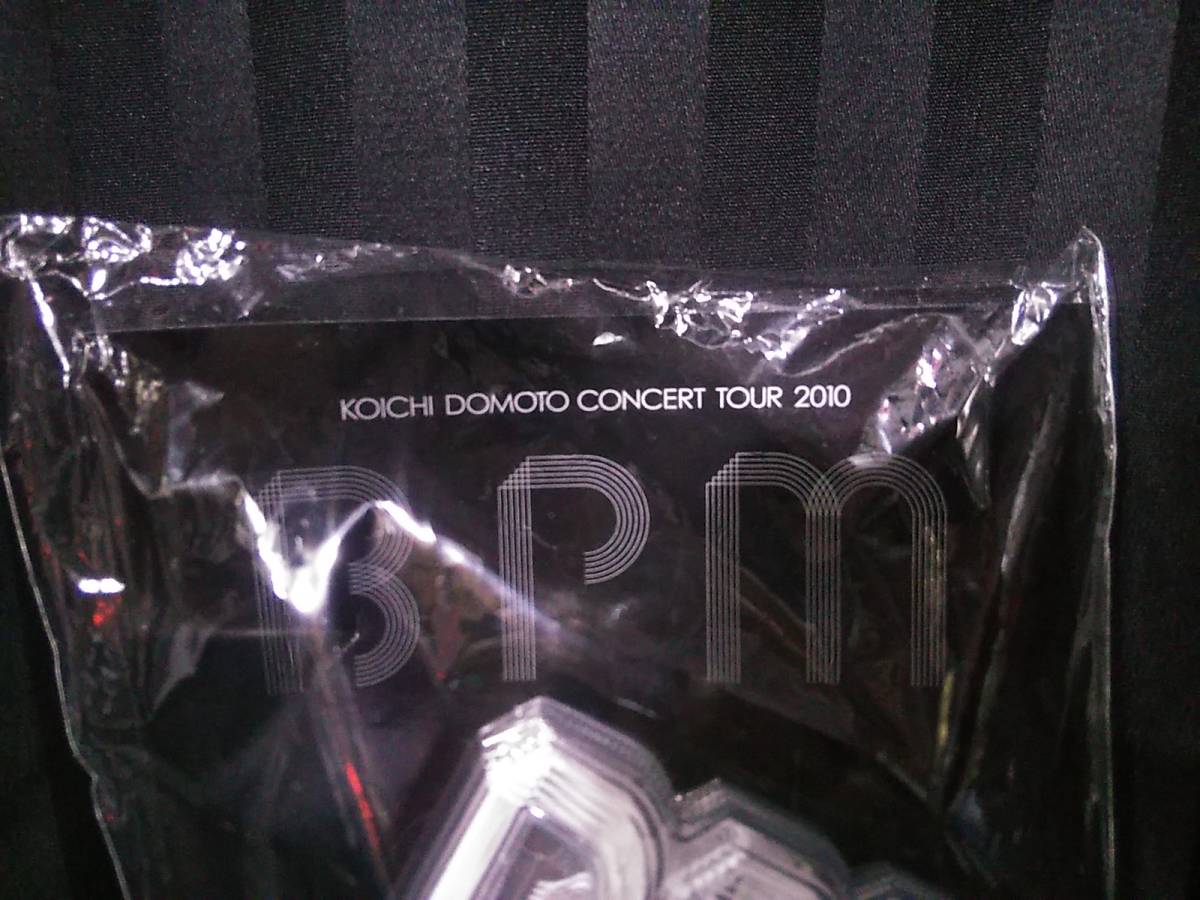 KOICHI DOMOTO CONCERT TOUR 2010
BPM